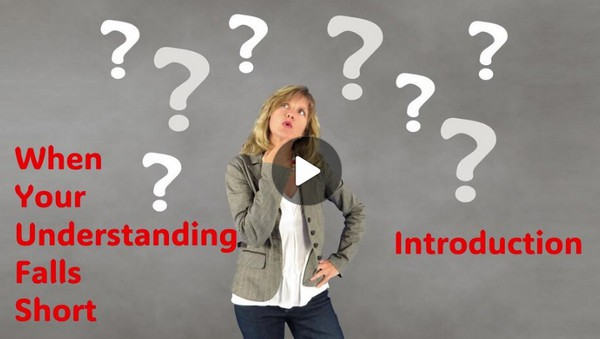 When
Your
Understanding
Falls
Short
Introduction